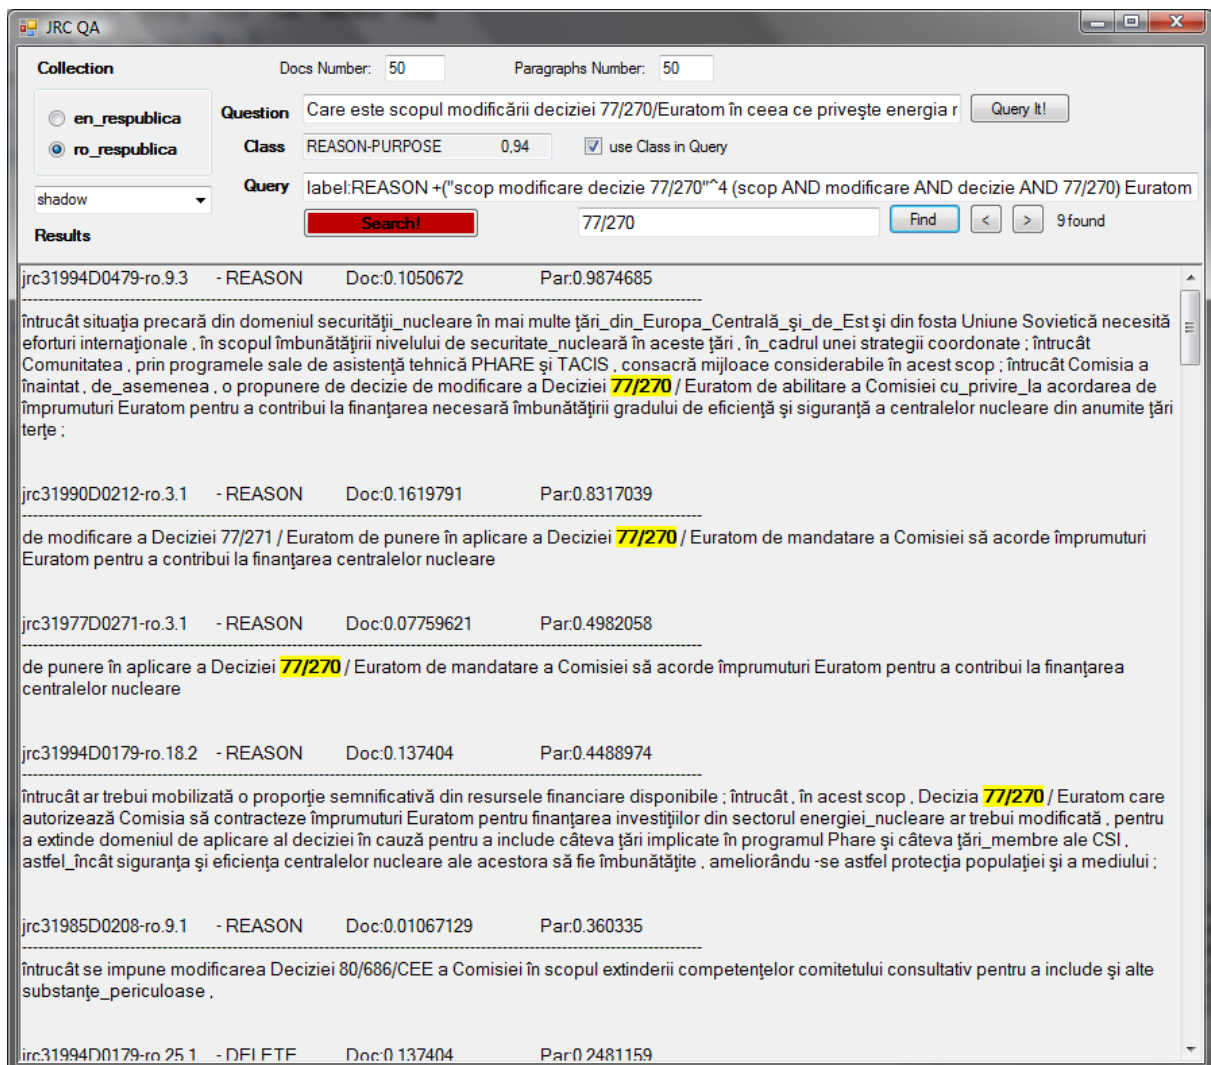 JRC QA
Collection Docs Number: 50 Paragraphs Number: 50
en_respublica
ro_respublica
shadow
Results
Question Care este scopul modificării deciziei 77/270/Euratom în ceea ce priveşte energia r Query It!
Class REASON-PURPOSE 0,94 use Class in Query
Query label:REASON +("scop modificare decizie 77/270"^4 (scop AND modificare AND decizie AND 77/270) Euratom
Search! 77/270 Find < > 9 found
jrc31994D0479-ro.9.3 - REASON Doc:0.1050672 Par:0.9874685
întrucât situaţia precară din domeniul securităţii_nucleare în mai multe ţări_din_Europa_Centrală_şi_de_Est şi din fosta Uniune Sovietică necesită
eforturi internaţionale , în scopul îmbunătăţirii nivelului de securitate_nucleară în aceste ţări , în_cadrul unei strategii coordonate ; întrucât
Comunitatea , prin programele sale de asistenţă tehnică PHARE şi TACIS , consacră mijloace considerabile în acest scop ; întrucât Comisia a
înaintat , de_asemenea , o propunere de decizie de modificare a Deciziei 77/270 / Euratom de abilitare a Comisiei cu_privire_la acordarea de
împrumuturi Euratom pentru a contribui la finanţarea necesară îmbunătăţirii gradului de eficienţă şi siguranţă a centralelor nucleare din anumite ţări
terţe ;
jrc31990D0212-ro.3.1 - REASON Doc:0.1619791 Par:0.8317039
de modificare a Deciziei 77/271 / Euratom de punere în aplicare a Deciziei 77/270 / Euratom de mandatare a Comisiei să acorde împrumuturi
Euratom pentru a contribui la finanţarea centralelor nucleare
jrc31977D0271-ro.3.1 - REASON Doc:0.07759621 Par:0.4982058
de punere în aplicare a Deciziei 77/270 / Euratom de mandatare a Comisiei să acorde împrumuturi Euratom pentru a contribui la finanţarea
centralelor nucleare
jrc31994D0179-ro.18.2 - REASON Doc:0.137404 Par:0.4488974
întrucât ar trebui mobilizată o proporţie semnificativă din resursele financiare disponibile ; întrucât , în acest scop , Decizia 77/270 / Euratom care
autorizează Comisia să contracteze împrumuturi Euratom pentru finanţarea investiţiilor din sectorul energiei_nucleare ar trebui modificată , pentru
a extinde domeniul de aplicare al deciziei în cauză pentru a include câteva ţări implicate în programul Phare şi câteva ţări_membre ale CSI ,
astfel_încât siguranţa şi eficienţa centralelor nucleare ale acestora să fie îmbunătăţite , ameliorându -se astfel protecţia populaţiei şi a mediului ;
jrc31985D0208-ro.9.1 - REASON Doc:0.01067129 Par:0.360335
întrucât se impune modificarea Deciziei 80/686/CEE a Comisiei în scopul extinderii competenţelor comitetului consultativ pentru a include şi alte
substanţe_periculoase ,
jrc31994D0179-ro.25.1 - DELETE Doc:0.137404 Par:0.2481159